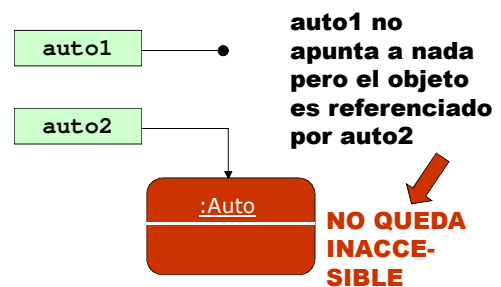 auto1
auto1 no
apunta a nada
pero el objeto
es referenciado
por auto2
auto2
:Auto
NO QUEDA
INACCE-
SIBLE